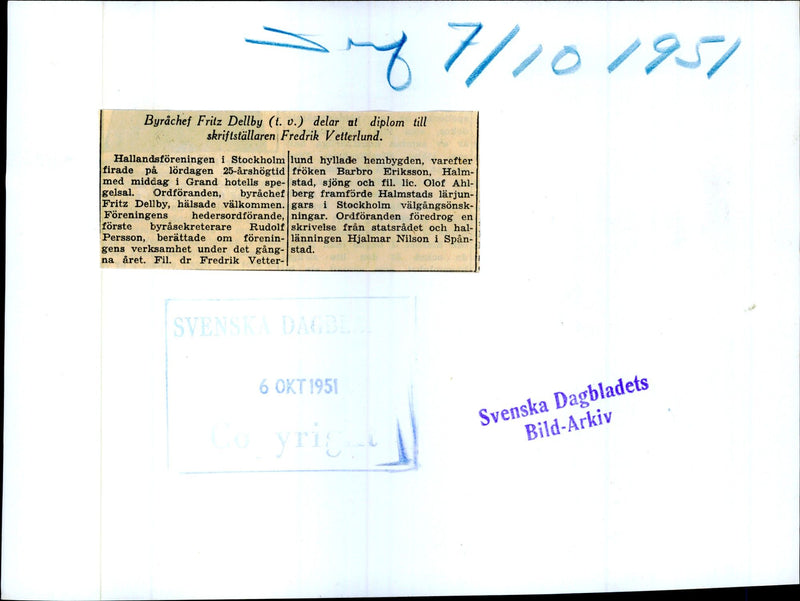 7/10 1951
Byråchef Fritz Dellby (t. v.) delar ut diplom till
skriftställaren Fredrik Vetterlund.
Hallandsföreningen i Stockholm
firade på lördagen 25-årshögtid
med middag i Grand hotells spe-
gelsal. Ordföranden, byråchef
Fritz Dellby, hälsade välkommen.
Föreningens hedersordförande,
förste byråsekreterare Rudolf
Persson, berättade om förenin-
gens verksamhet under det gång-
na året. Fil. dr Fredrik Vetter-
lund hyllade hembygden, varefter
fröken Barbro Eriksson, Halm-
stad, sjöng och fil. lic. Olof Ahl-
berg framförde Halmstads lärjun-
gars i Stockholm välgångsönsk-
ningar. Ordföranden föredrog en
skrivelse från statsrådet och hal-
länningen Hjalmar Nilson i Spån-
stad.
SVENSKA DAGBL
6 OKT 1951
Copyright
Svenska Dagbladets
Bild-Arkiv